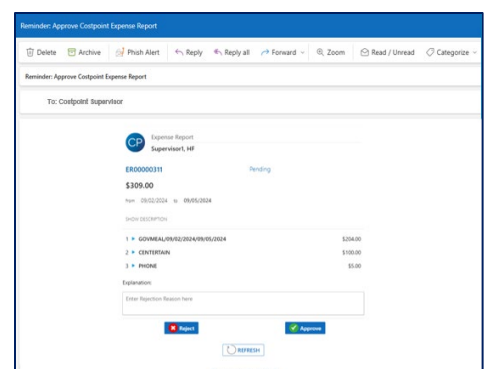 Reminder: Approve Costpoint Expense Report
Delete Archive Phish Alert Reply Reply all Forward Zoom Read / Unread Categorize
Reminder: Approve Costpoint Expense Report
To: Costpoint Supervisor
CP Expense Report
Supervisor1, HF
ER00000311 Pending
$309.00
from 09/02/2024 to 09/05/2024
SHOW DESCRIPTION
1 GOVMEAL/09/02/2024/09/05/2024 $204.00
2 CENTERTAIN $100.00
3 PHONE $5.00
Explanation:
Enter Rejection Reason here
Reject Approve
REFRESH